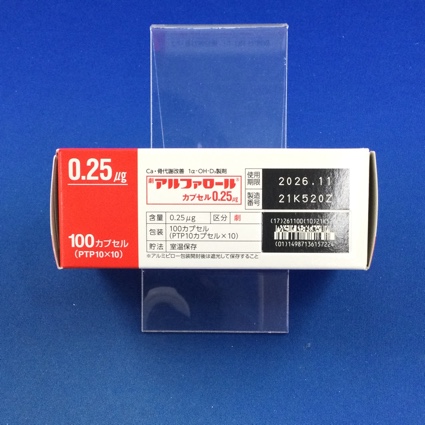 0.25μg
100カプセル
(PTP10×10)
Ca・骨代謝改善 1α-OH-D₃製剤
劇 アルファロール
カプセル0.25μg
含量 0.25μg 区分 劇
包装 100カプセル
(PTP10カプセル×10)
貯法 室温保存
※アルミピロー包装開封後は遮光して保存すること。
使用期限 2026.11
製造番号 21K520Z
(01)14987136157224